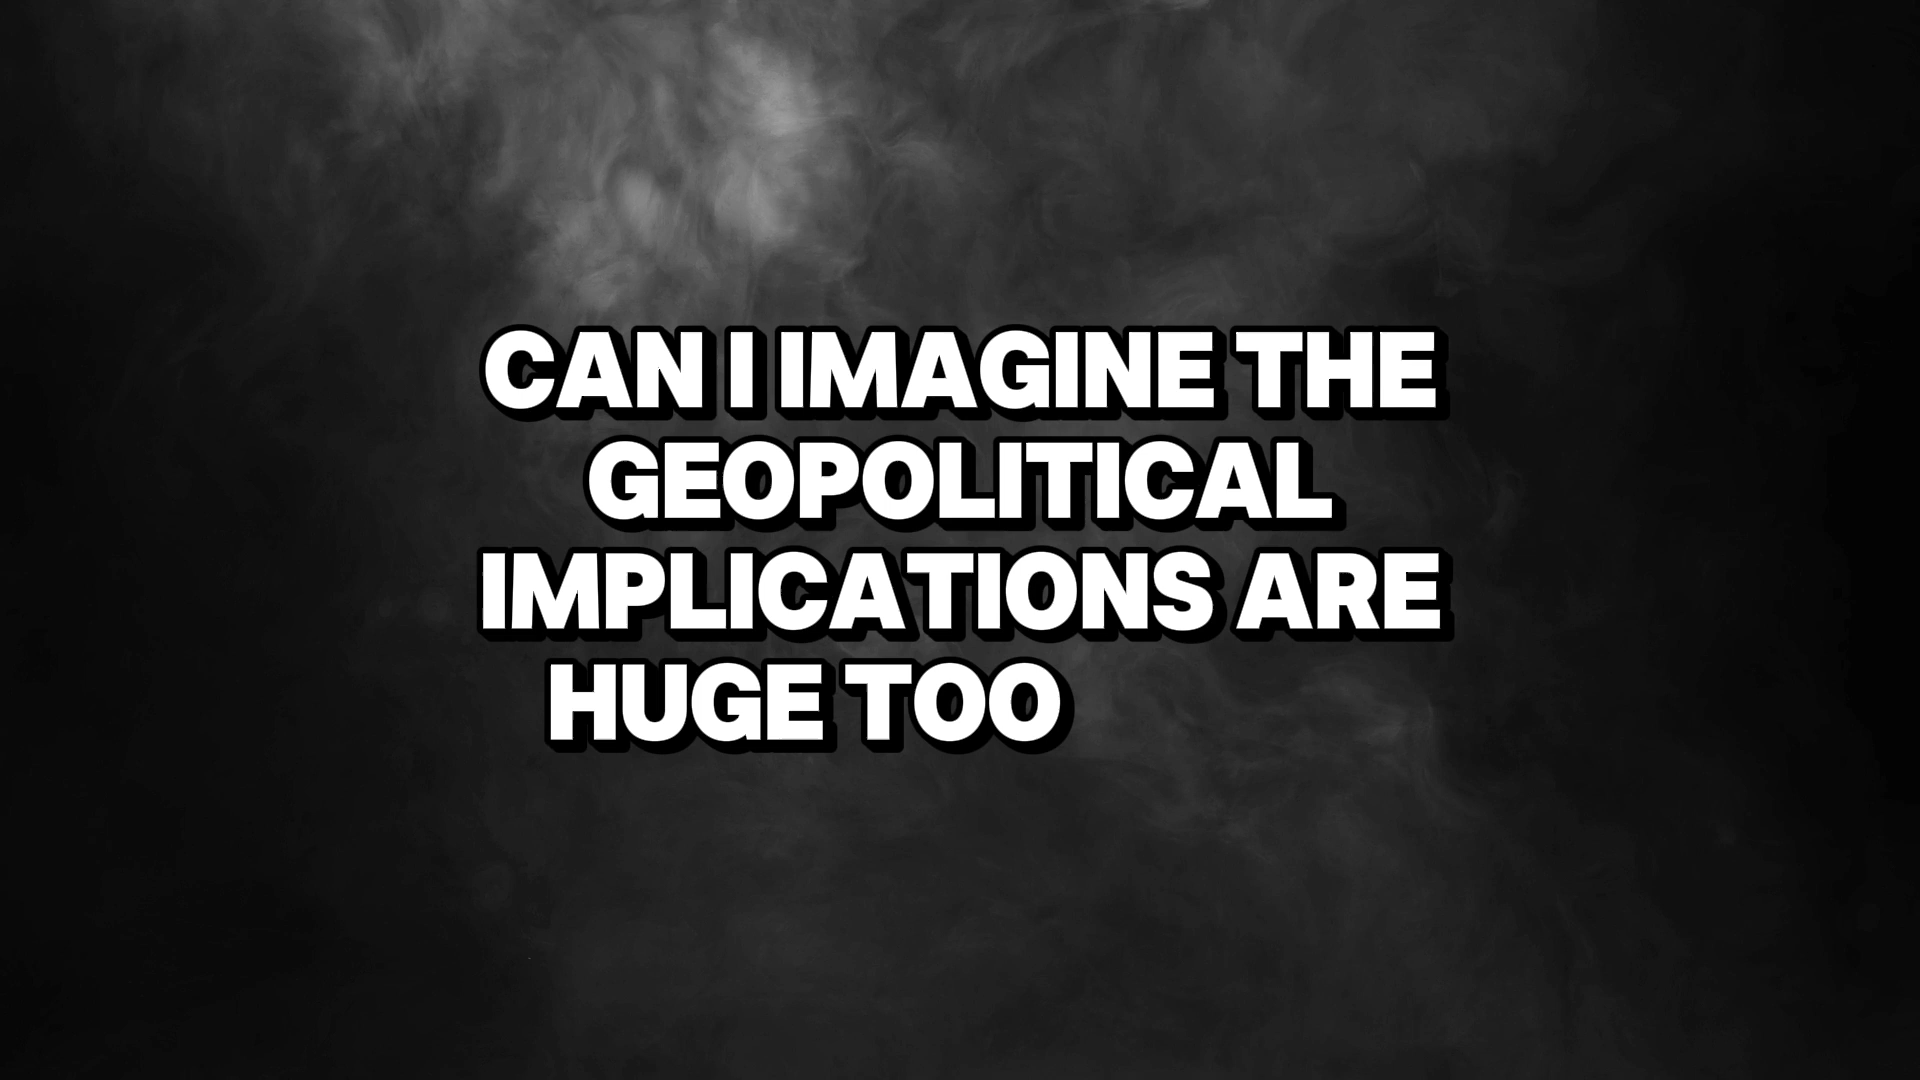 CAN I IMAGINE THE
GEOPOLITICAL
IMPLICATIONS ARE
HUGE TOO